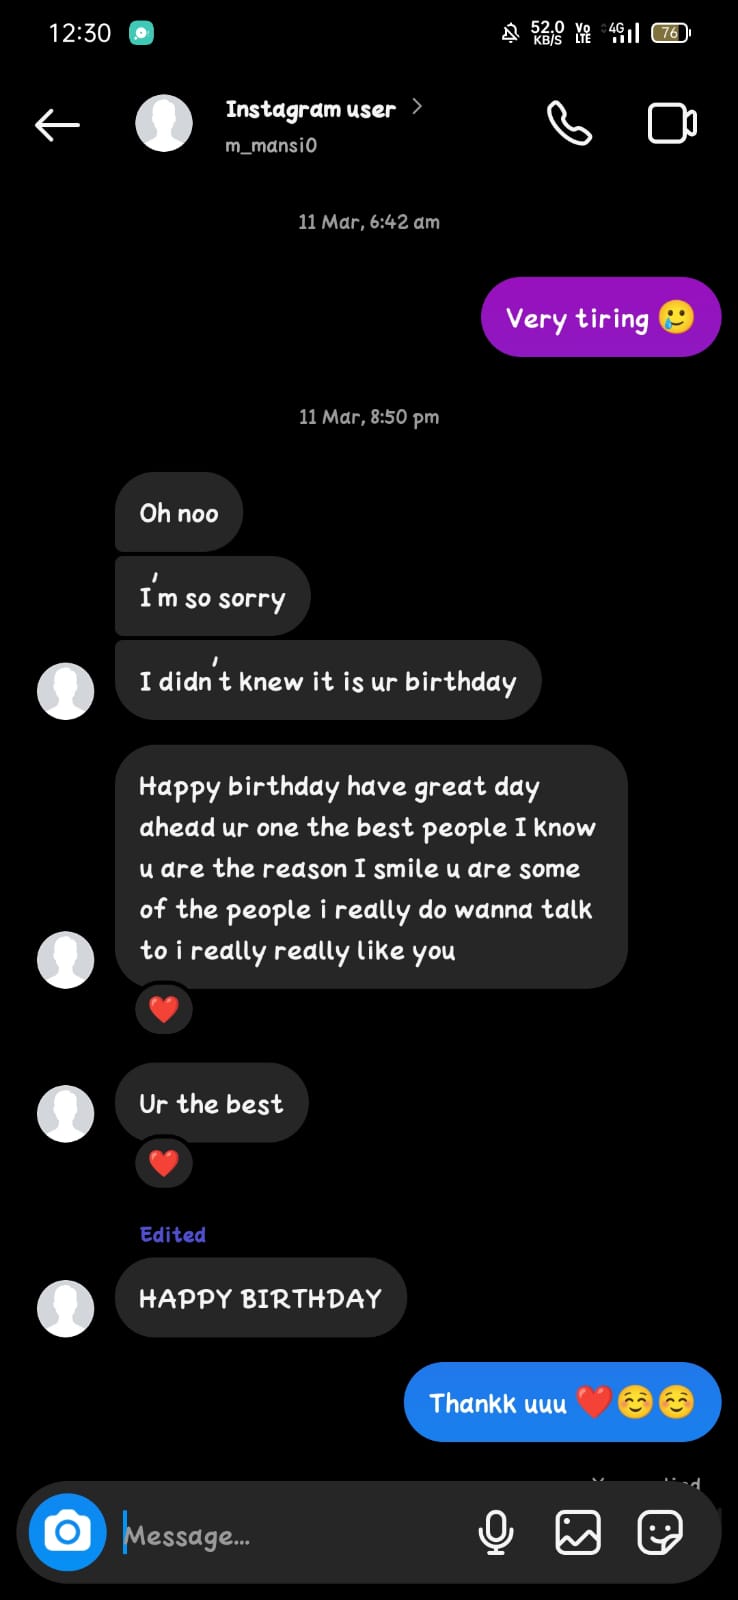 12:30
52.0
KB/S
Vo
LTE
4G
76
Instagram user
m_mansi0
11 Mar, 6:42 am
Very tiring 🥲
11 Mar, 8:50 pm
Oh noo
I'm so sorry
I didn't knew it is ur birthday
Happy birthday have great day
ahead ur one the best people I know
u are the reason I smile u are some
of the people i really do wanna talk
to i really really like you
❤️
Ur the best
❤️
Edited
HAPPY BIRTHDAY
Thankk uuu ❤️☺️☺️
Message...